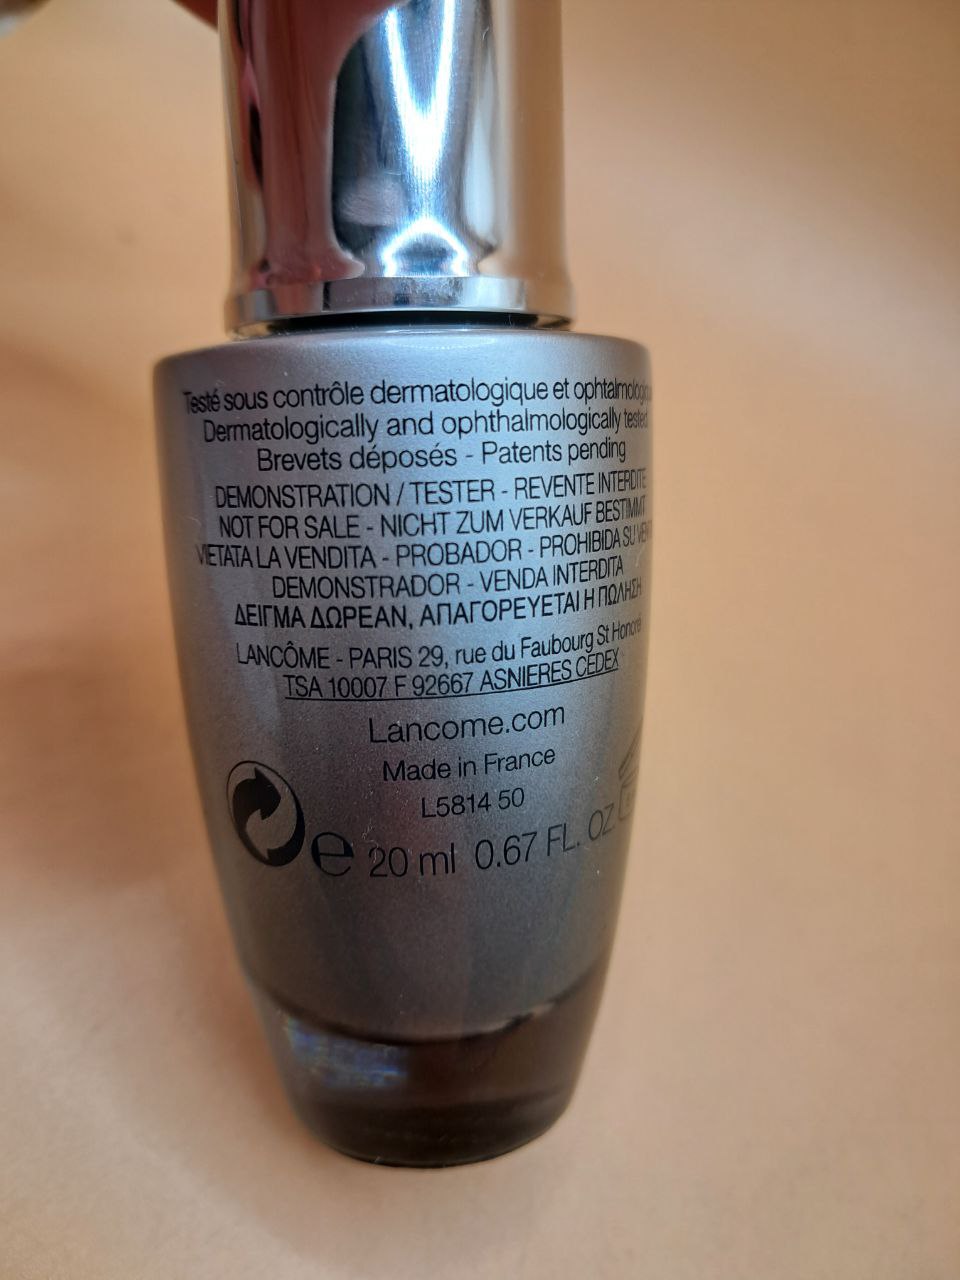 Testé sous contrôle dermatologique et ophtalmologique
Dermatologically and ophthalmologically tested
Brevets déposés - Patents pending
DEMONSTRATION / TESTER - REVENTE INTERDITE
NOT FOR SALE - NICHT ZUM VERKAUF BESTIMMT
VIETATA LA VENDITA - PROBADOR - PROHIBIDA SU VENTA
DEMONSTRADOR - VENDA INTERDITA
ΔΕΙΓΜΑ ΔΩΡΕΑΝ, ΑΠΑΓΟΡΕΥΕΤΑΙ Η ΠΩΛΗΣΗ
LANCÔME - PARIS 29, rue du Faubourg St Honoré
TSA 10007 F 92667 ASNIERES CEDEX
Lancome.com
Made in France
L5814 50
e 20 ml 0.67 FL. OZ